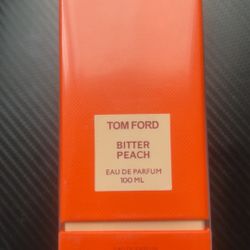 TOM FORD
BITTER
PEACH
EAU DE PARFUM
100 ML